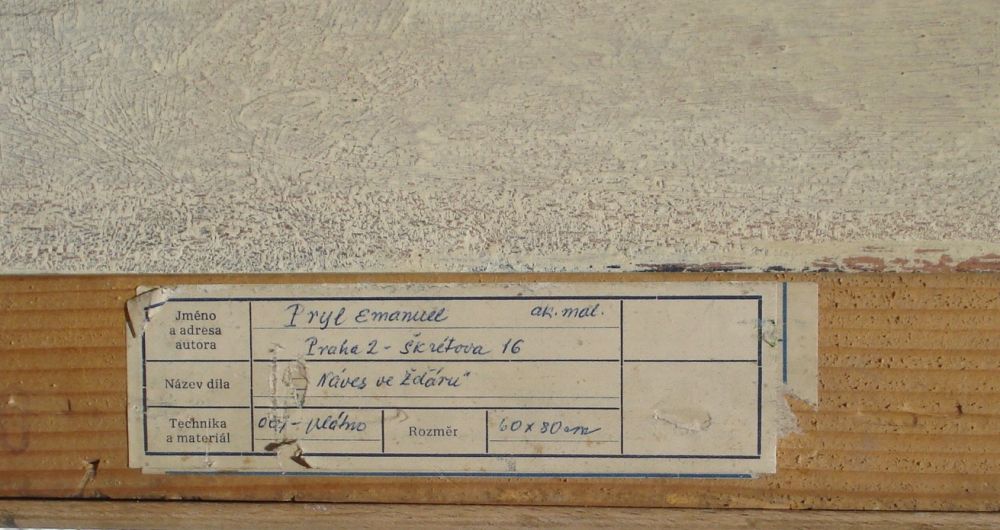 Jméno
a adresa
autora
Pryl Emanuel ak. mal.
Praha 2 - Škrétova 16
Název díla
Náves ve Žďáru"
Technika
a materiál
olej - plátno
Rozměr
60 x 80 cm